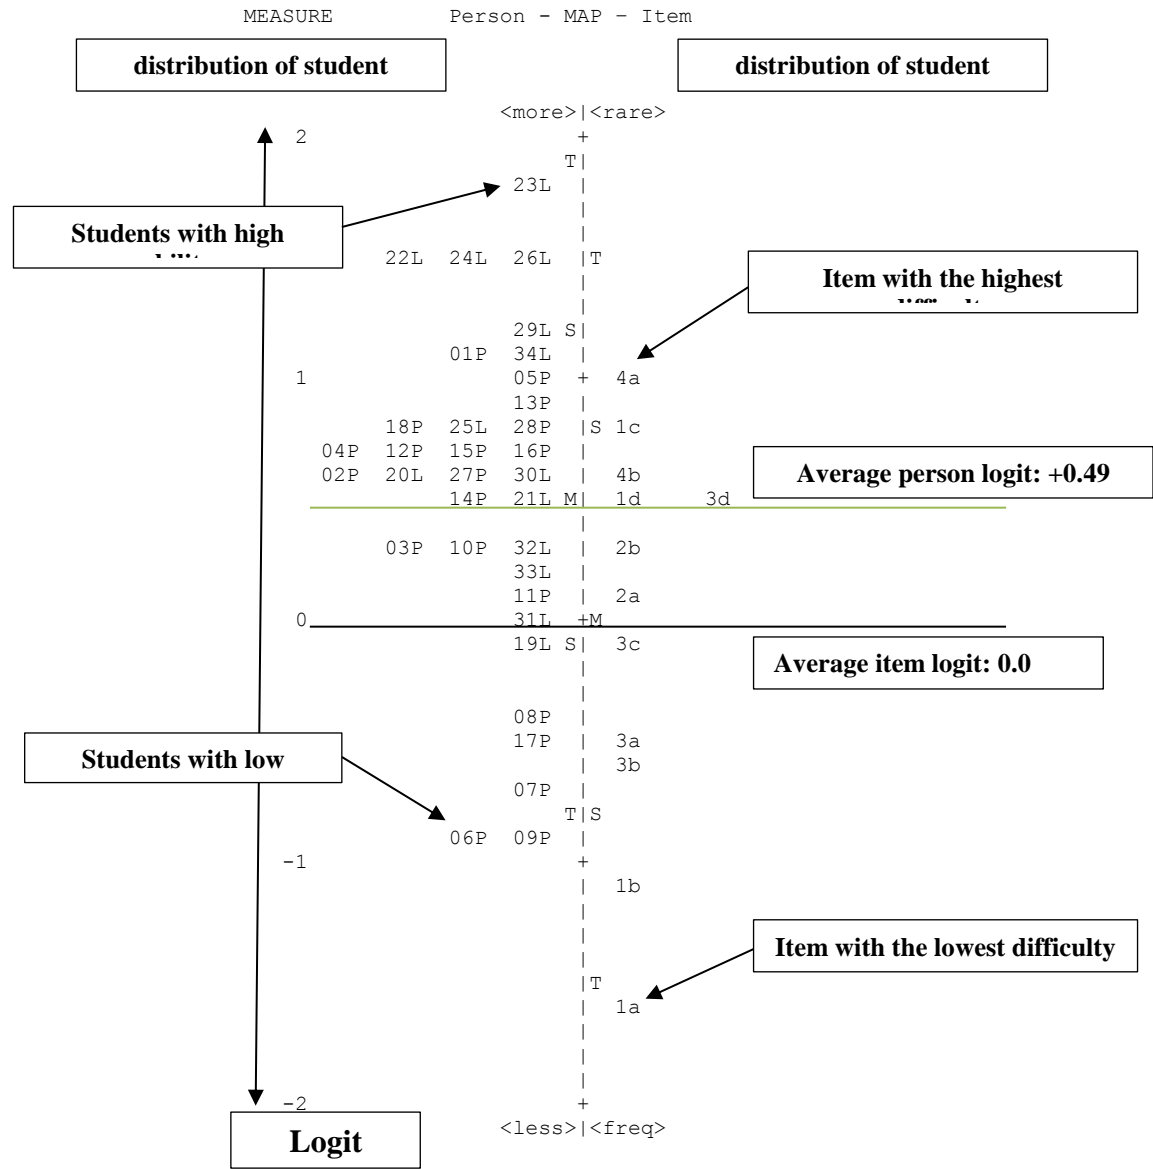 MEASURE Person - MAP - Item
distribution of student distribution of student
<more>|<rare>
2 +
T|
23L |
|
Students with high
|
22L 24L 26L |T
Item with the highest
|
|
29L S|
01P 34L |
1 05P + 4a
13P |
18P 25L 28P |S 1c
04P 12P 15P 16P |
02P 20L 27P 30L | 4b
Average person logit: +0.49
14P 21L M| 1d 3d
|
03P 10P 32L | 2b
33L |
11P | 2a
0 31L +M
19L S| 3c
Average item logit: 0.0
|
|
08P |
17P | 3a
Students with low
| 3b
07P |
T|S
06P 09P |
-1 +
| 1b
|
|
Item with the lowest difficulty
|
|T
| 1a
|
|
|
-2 +
<less>|<freq>
Logit